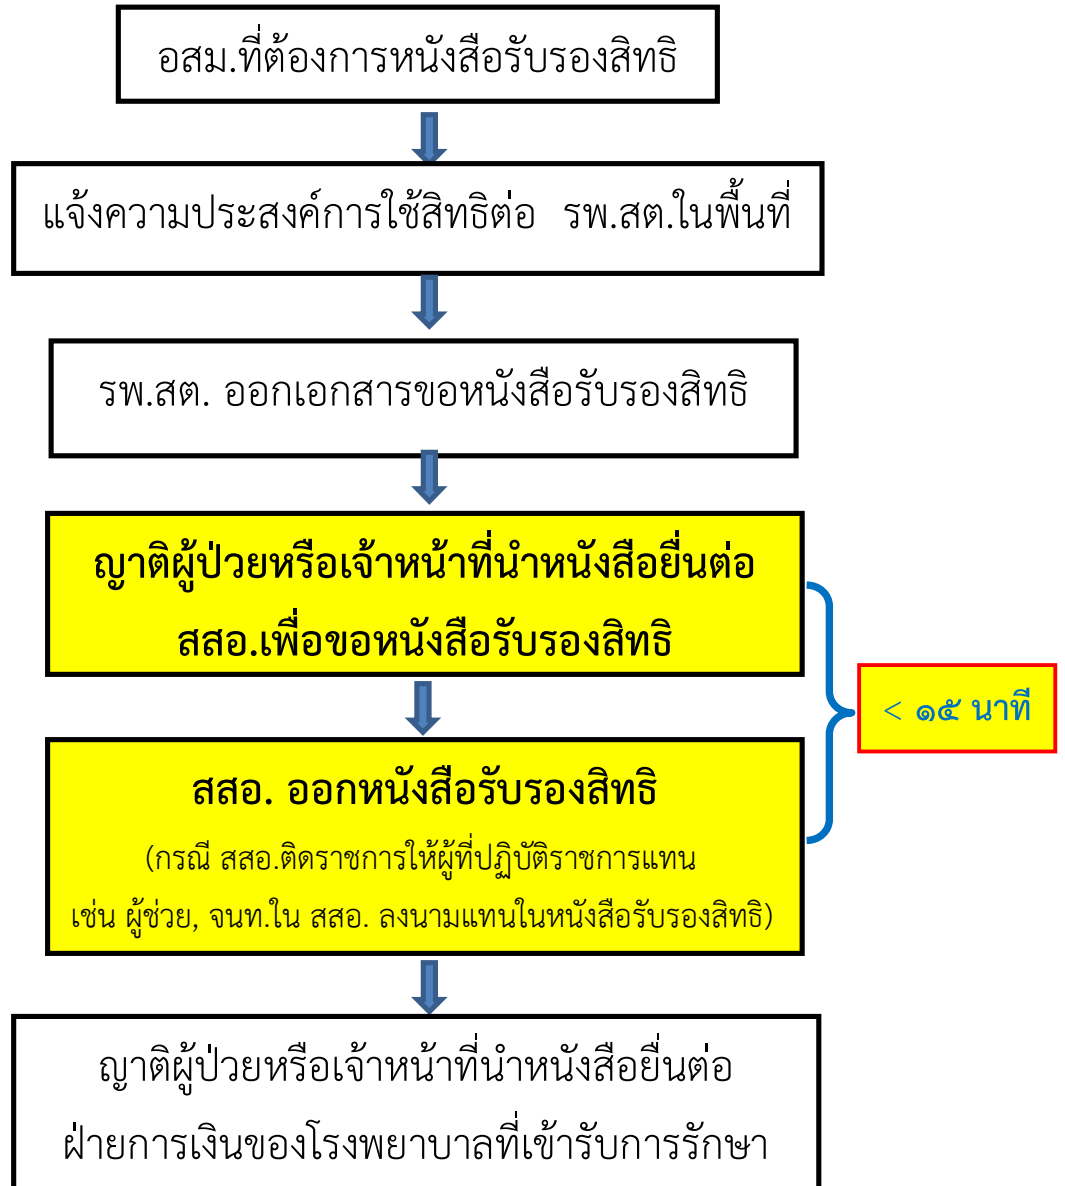 อสม.ที่ต้องการหนังสือรับรองสิทธิ
แจ้งความประสงค์การใช้สิทธิต่อ รพ.สต.ในพื้นที่
รพ.สต. ออกเอกสารขอหนังสือรับรองสิทธิ
ญาติผู้ป่วยหรือเจ้าหน้าที่นำหนังสือยื่นต่อ
สสอ.เพื่อขอหนังสือรับรองสิทธิ
< ๑๕ นาที
สสอ. ออกหนังสือรับรองสิทธิ
(กรณี สสอ.ติดราชการให้ผู้ที่ปฏิบัติราชการแทน
เช่น ผู้ช่วย, จนท.ใน สสอ. ลงนามแทนในหนังสือรับรองสิทธิ)
ญาติผู้ป่วยหรือเจ้าหน้าที่นำหนังสือยื่นต่อ
ฝ่ายการเงินของโรงพยาบาลที่เข้ารับการรักษา